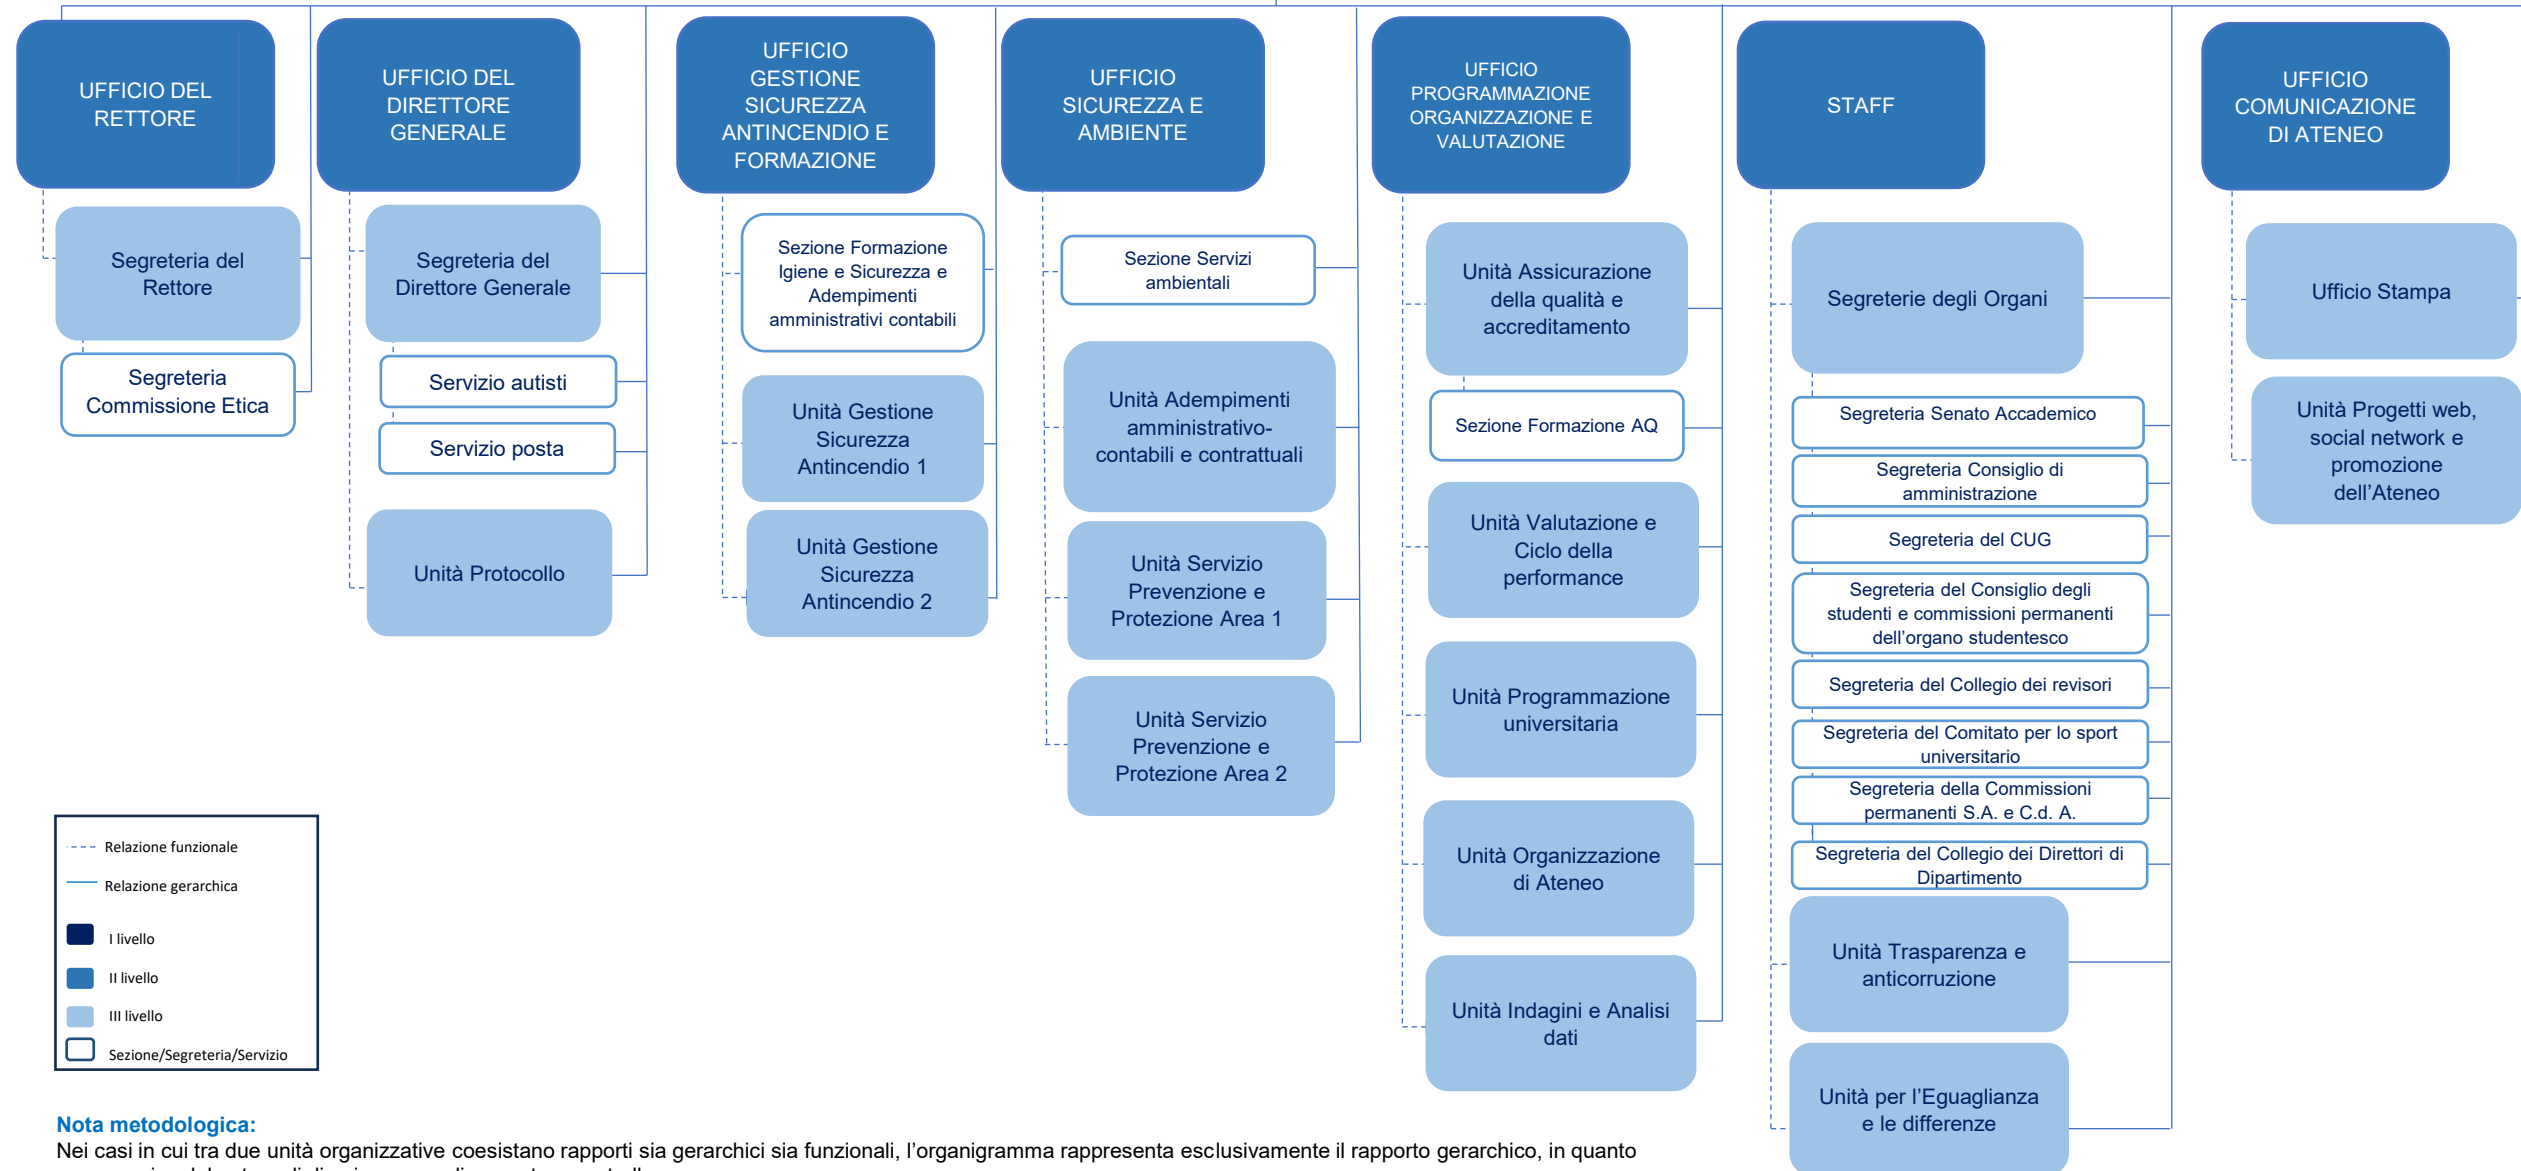 UFFICIO DEL
RETTORE
Segreteria del
Rettore
Segreteria
Commissione Etica
UFFICIO DEL
DIRETTORE
GENERALE
Segreteria del
Direttore Generale
Servizio autisti
Servizio posta
Unità Protocollo
UFFICIO
GESTIONE
SICUREZZA
ANTINCENDIO E
FORMAZIONE
Sezione Formazione
Igiene e Sicurezza e
Adempimenti
amministrativi contabili
Unità Gestione
Sicurezza
Antincendio 1
Unità Gestione
Sicurezza
Antincendio 2
UFFICIO
SICUREZZA E
AMBIENTE
Sezione Servizi
ambientali
Unità Adempimenti
amministrativo-
contabili e contrattuali
Unità Servizio
Prevenzione e
Protezione Area 1
Unità Servizio
Prevenzione e
Protezione Area 2
UFFICIO
PROGRAMMAZIONE
ORGANIZZAZIONE E
VALUTAZIONE
Unità Assicurazione
della qualità e
accreditamento
Sezione Formazione AQ
Unità Valutazione e
Ciclo della
performance
Unità Programmazione
universitaria
Unità Organizzazione
di Ateneo
Unità Indagini e Analisi
dati
STAFF
Segreterie degli Organi
Segreteria Senato Accademico
Segreteria Consiglio di
amministrazione
Segreteria del CUG
Segreteria del Consiglio degli
studenti e commissioni permanenti
dell'organo studentesco
Segreteria del Collegio dei revisori
Segreteria del Comitato per lo sport
universitario
Segreteria della Commissioni
permanenti S.A. e C.d. A.
Segreteria del Collegio dei Direttori di
Dipartimento
Unità Trasparenza e
anticorruzione
Unità per l'Eguaglianza
e le differenze
UFFICIO
COMUNICAZIONE
DI ATENEO
Ufficio Stampa
Unità Progetti web,
social network e
promozione
dell'Ateneo
Relazione funzionale
Relazione gerarchica
I livello
II livello
III livello
Sezione/Segreteria/Servizio
Nota metodologica:
Nei casi in cui tra due unità organizzative coesistano rapporti sia gerarchici sia funzionali, l'organigramma rappresenta esclusivamente il rapporto gerarchico, in quanto